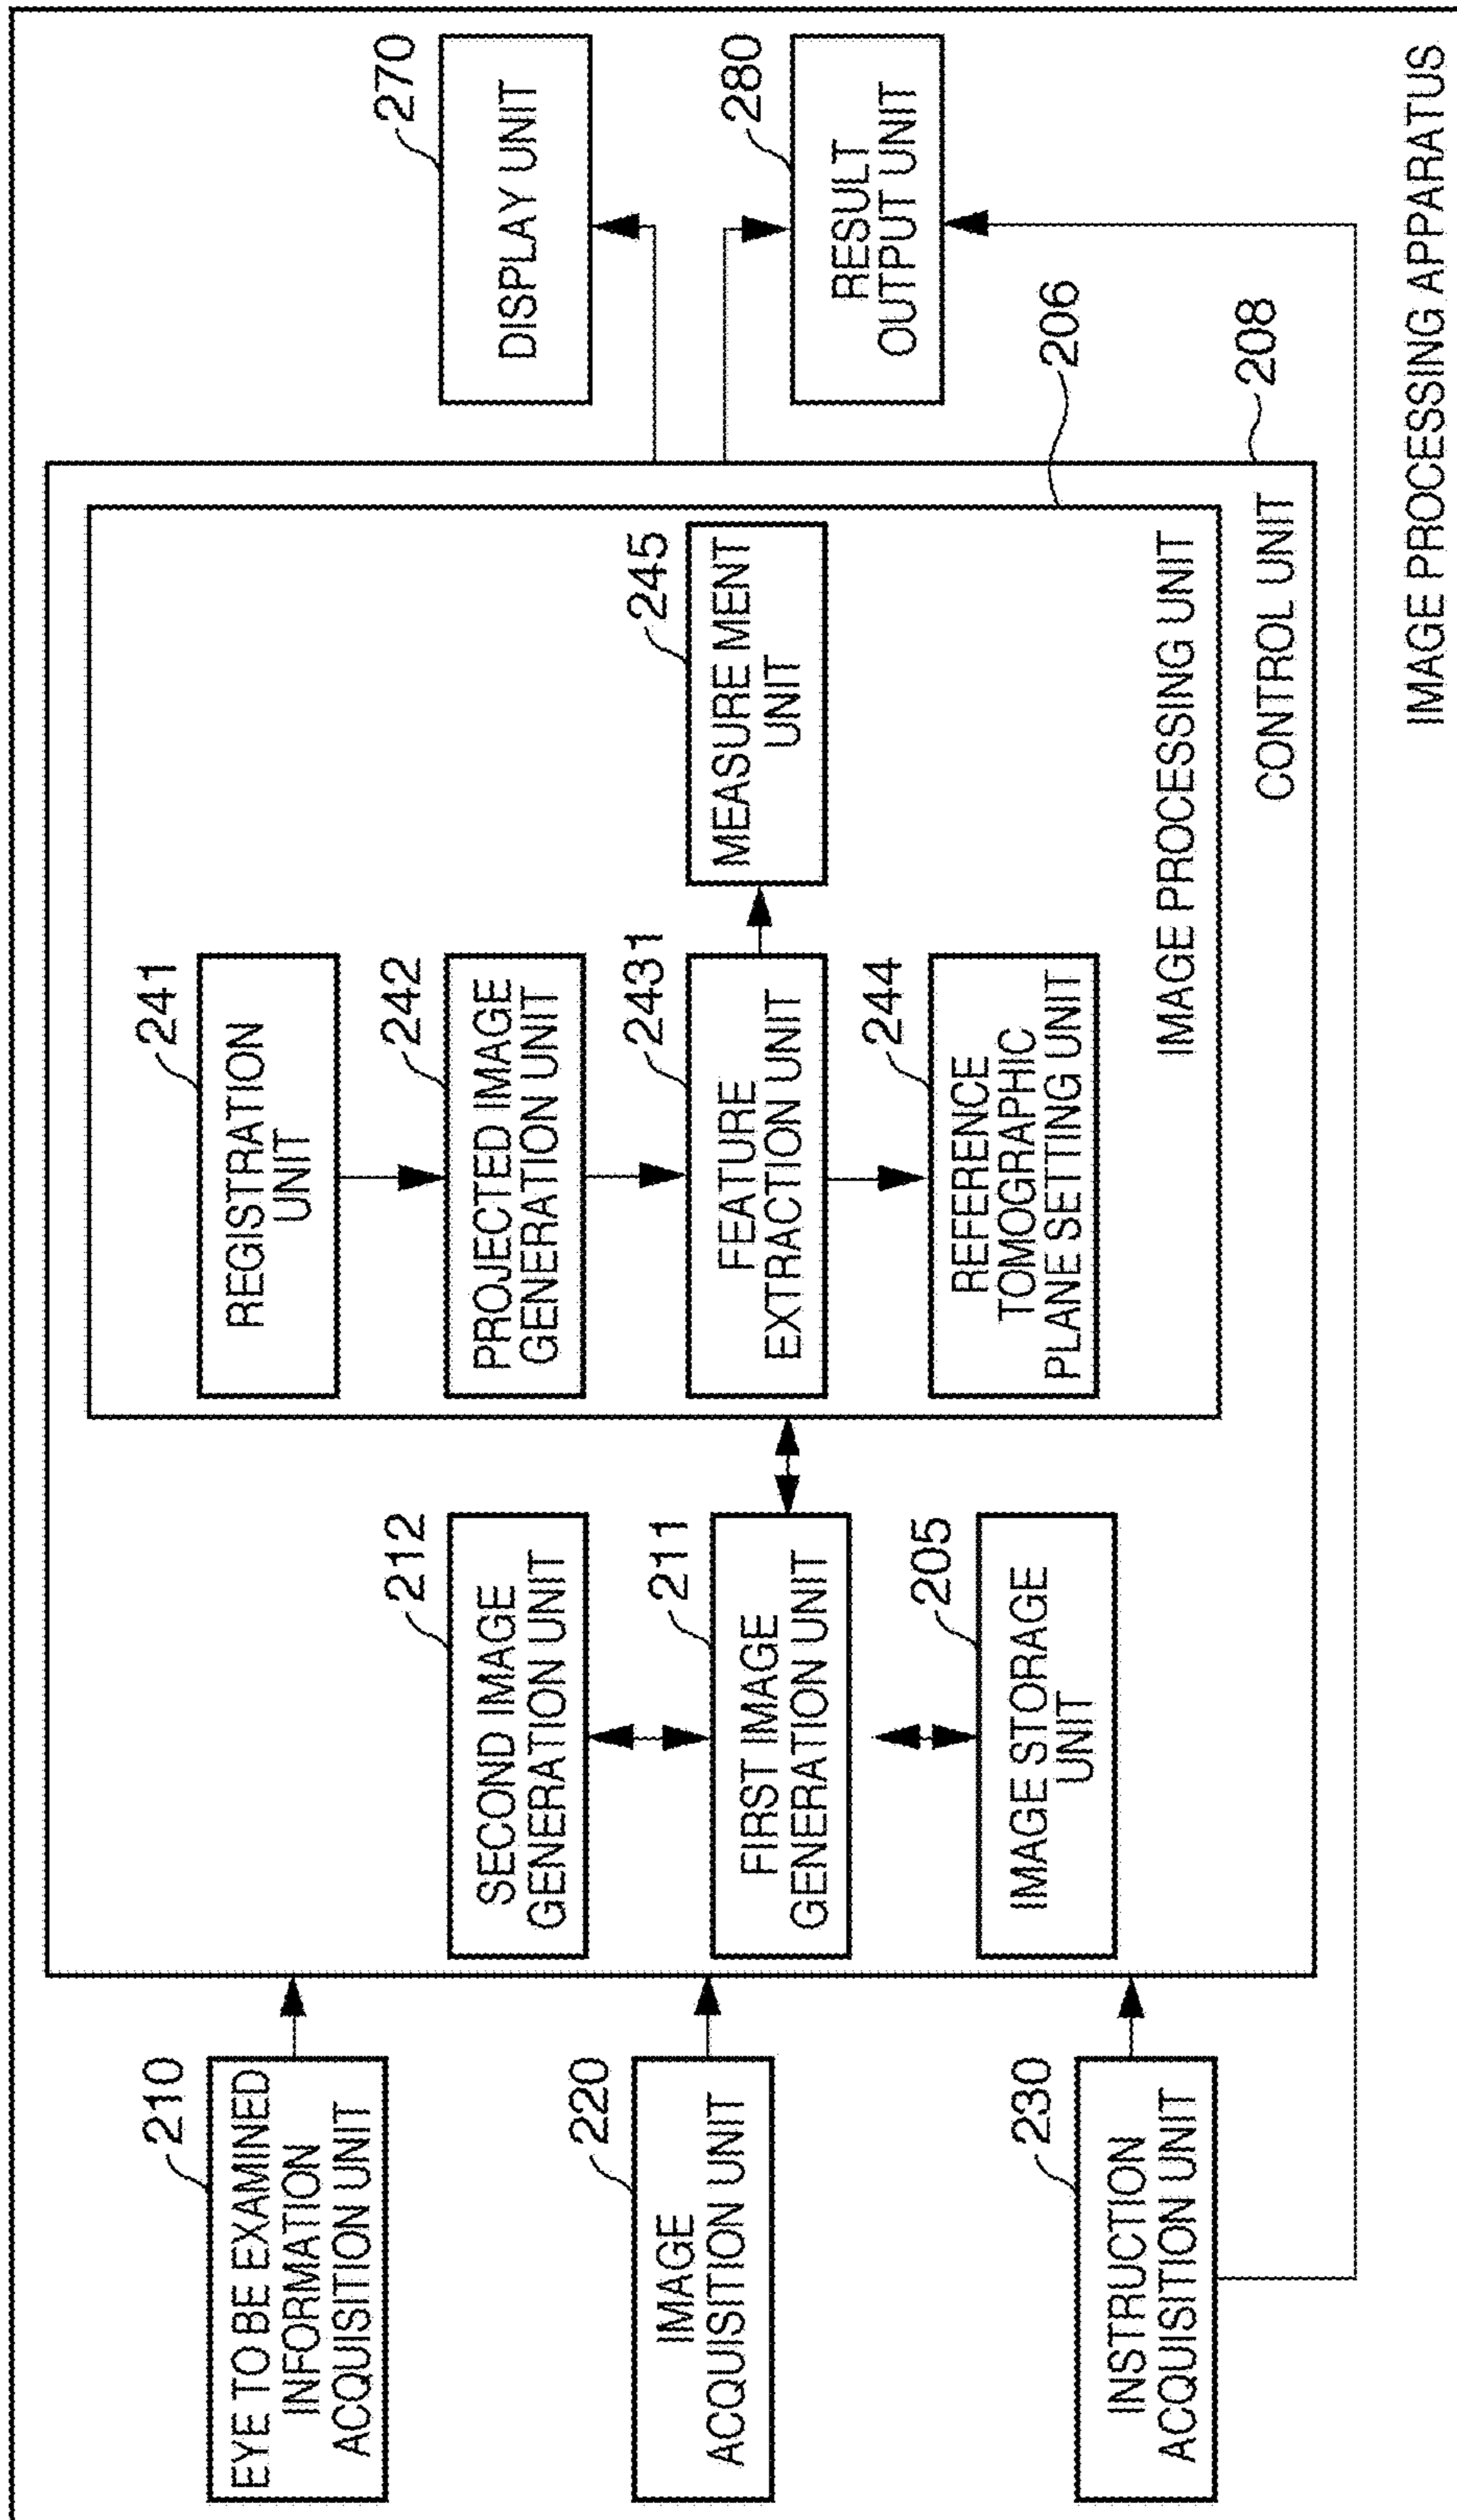 210
EYE TO BE EXAMINED
INFORMATION
ACQUISITION UNIT
220
IMAGE
ACQUISITION UNIT
230
INSTRUCTION
ACQUISITION UNIT
212
SECOND IMAGE
GENERATION UNIT
211
FIRST IMAGE
GENERATION UNIT
205
IMAGE STORAGE
UNIT
241
REGISTRATION
UNIT
242
PROJECTED IMAGE
GENERATION UNIT
2431
FEATURE
EXTRACTION UNIT
244
REFERENCE
TOMOGRAPHIC
PLANE SETTING UNIT
245
MEASURE MENT
UNIT
IMAGE PROCESSING UNIT
206
CONTROL UNIT
208
270
DISPLAY UNIT
280
RESULT
OUTPUT UNIT
IMAGE PROCESSING APPARATUS